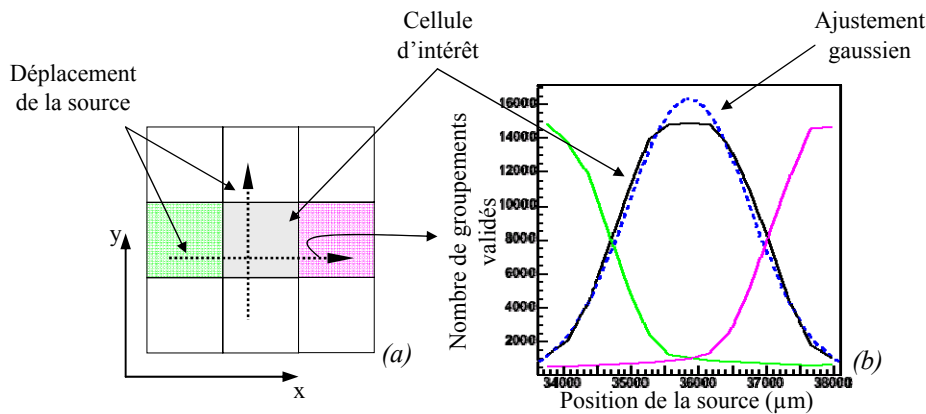 Cellule
d'intérêt
Ajustement
gaussien
Déplacement
de la source
y
x
(a)
Nombre de groupements
validés
16000
14000
12000
10000
8000
6000
4000
2000
34000 35000 36000 37000 38000
Position de la source (µm)
(b)